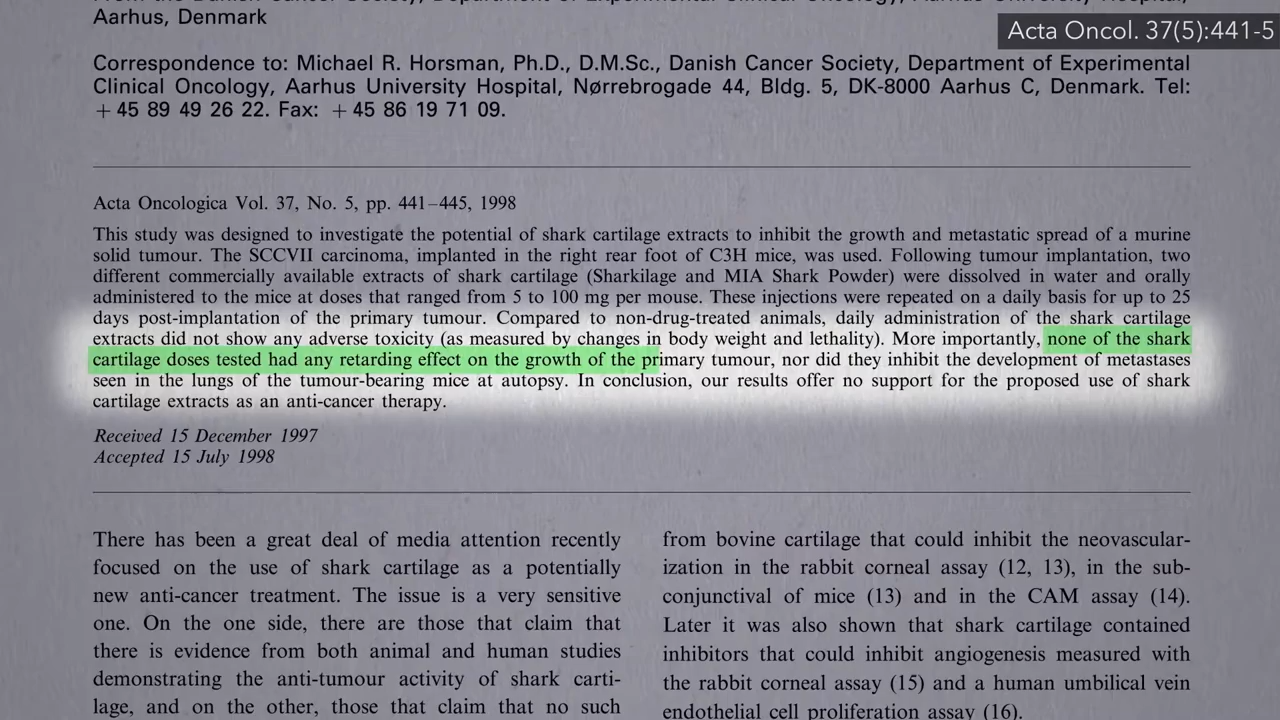 From the Danish Cancer Society, Department of Experimental Clinical Oncology, Aarhus University Hospital,
Aarhus, Denmark
Acta Oncol. 37(5):441-5
Correspondence to: Michael R. Horsman, Ph.D., D.M.Sc., Danish Cancer Society, Department of Experimental
Clinical Oncology, Aarhus University Hospital, Nørrebrogade 44, Bldg. 5, DK-8000 Aarhus C, Denmark. Tel:
+ 45 89 49 26 22. Fax: + 45 86 19 71 09.
Acta Oncologica Vol. 37, No. 5, pp. 441–445, 1998
This study was designed to investigate the potential of shark cartilage extracts to inhibit the growth and metastatic spread of a murine
solid tumour. The SCCVII carcinoma, implanted in the right rear foot of C3H mice, was used. Following tumour implantation, two
different commercially available extracts of shark cartilage (Sharkilage and MIA Shark Powder) were dissolved in water and orally
administered to the mice at doses that ranged from 5 to 100 mg per mouse. These injections were repeated on a daily basis for up to 25
days post-implantation of the primary tumour. Compared to non-drug-treated animals, daily administration of the shark cartilage
extracts did not show any adverse toxicity (as measured by changes in body weight and lethality). More importantly, none of the shark
cartilage doses tested had any retarding effect on the growth of the primary tumour, nor did they inhibit the development of metastases
seen in the lungs of the tumour-bearing mice at autopsy. In conclusion, our results offer no support for the proposed use of shark
cartilage extracts as an anti-cancer therapy.
Received 15 December 1997
Accepted 15 July 1998
There has been a great deal of media attention recently
focused on the use of shark cartilage as a potentially
new anti-cancer treatment. The issue is a very sensitive
one. On the one side, there are those that claim that
there is evidence from both animal and human studies
demonstrating the anti-tumour activity of shark carti-
lage, and on the other, those that claim that no such
from bovine cartilage that could inhibit the neovascular-
ization in the rabbit corneal assay (12, 13), in the sub-
conjunctival of mice (13) and in the CAM assay (14).
Later it was also shown that shark cartilage contained
inhibitors that could inhibit angiogenesis measured with
the rabbit corneal assay (15) and a human umbilical vein
endothelial cell proliferation assay (16).